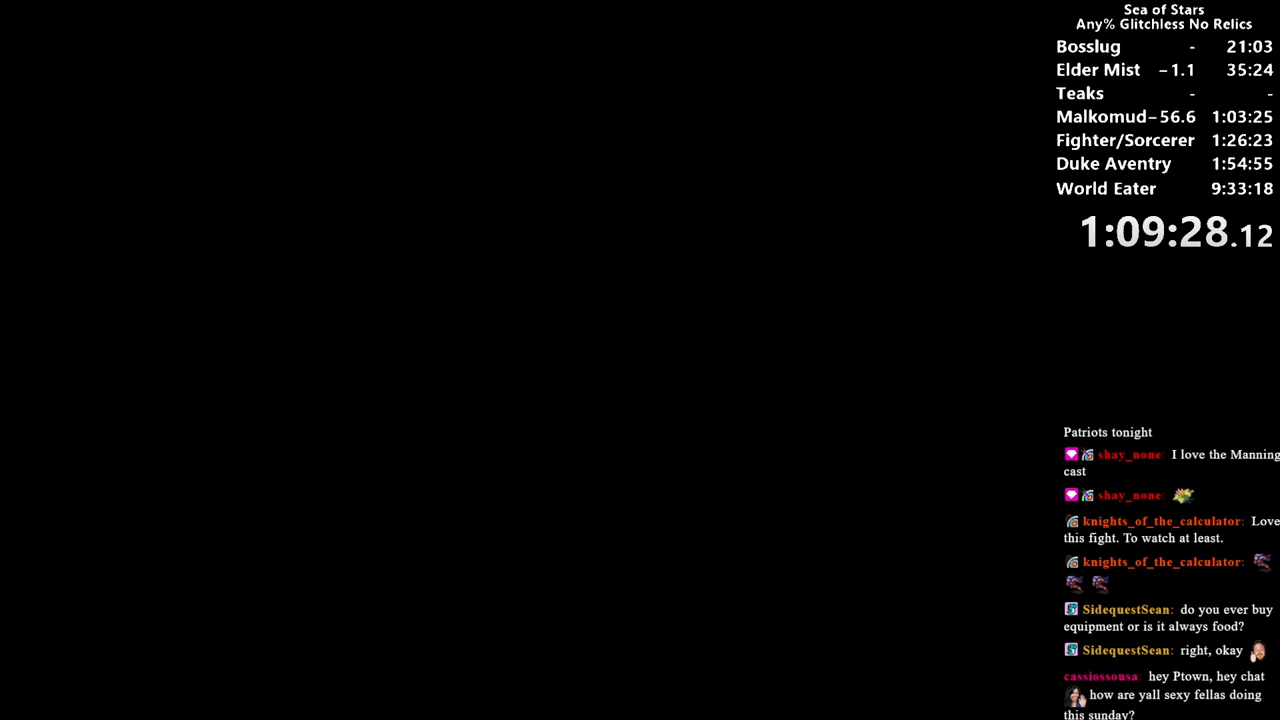 Sea of Stars
Any% Glitchless No Relics
Bosslug - 21:03
Elder Mist -1.1 35:24
Teaks - -
Malkomud -56.6 1:03:25
Fighter/Sorcerer 1:26:23
Duke Aventry 1:54:55
World Eater 9:33:18
1:09:28.12
Patriots tonight
shay_none: I love the Manning
cast
shay_none:
knights_of_the_calculator: Love
this fight. To watch at least.
knights_of_the_calculator:
SidequestSean: do you ever buy
equipment or is it always food?
SidequestSean: right, okay
cassiossousa: hey Ptown, hey chat
how are yall sexy fellas doing
this sunday?